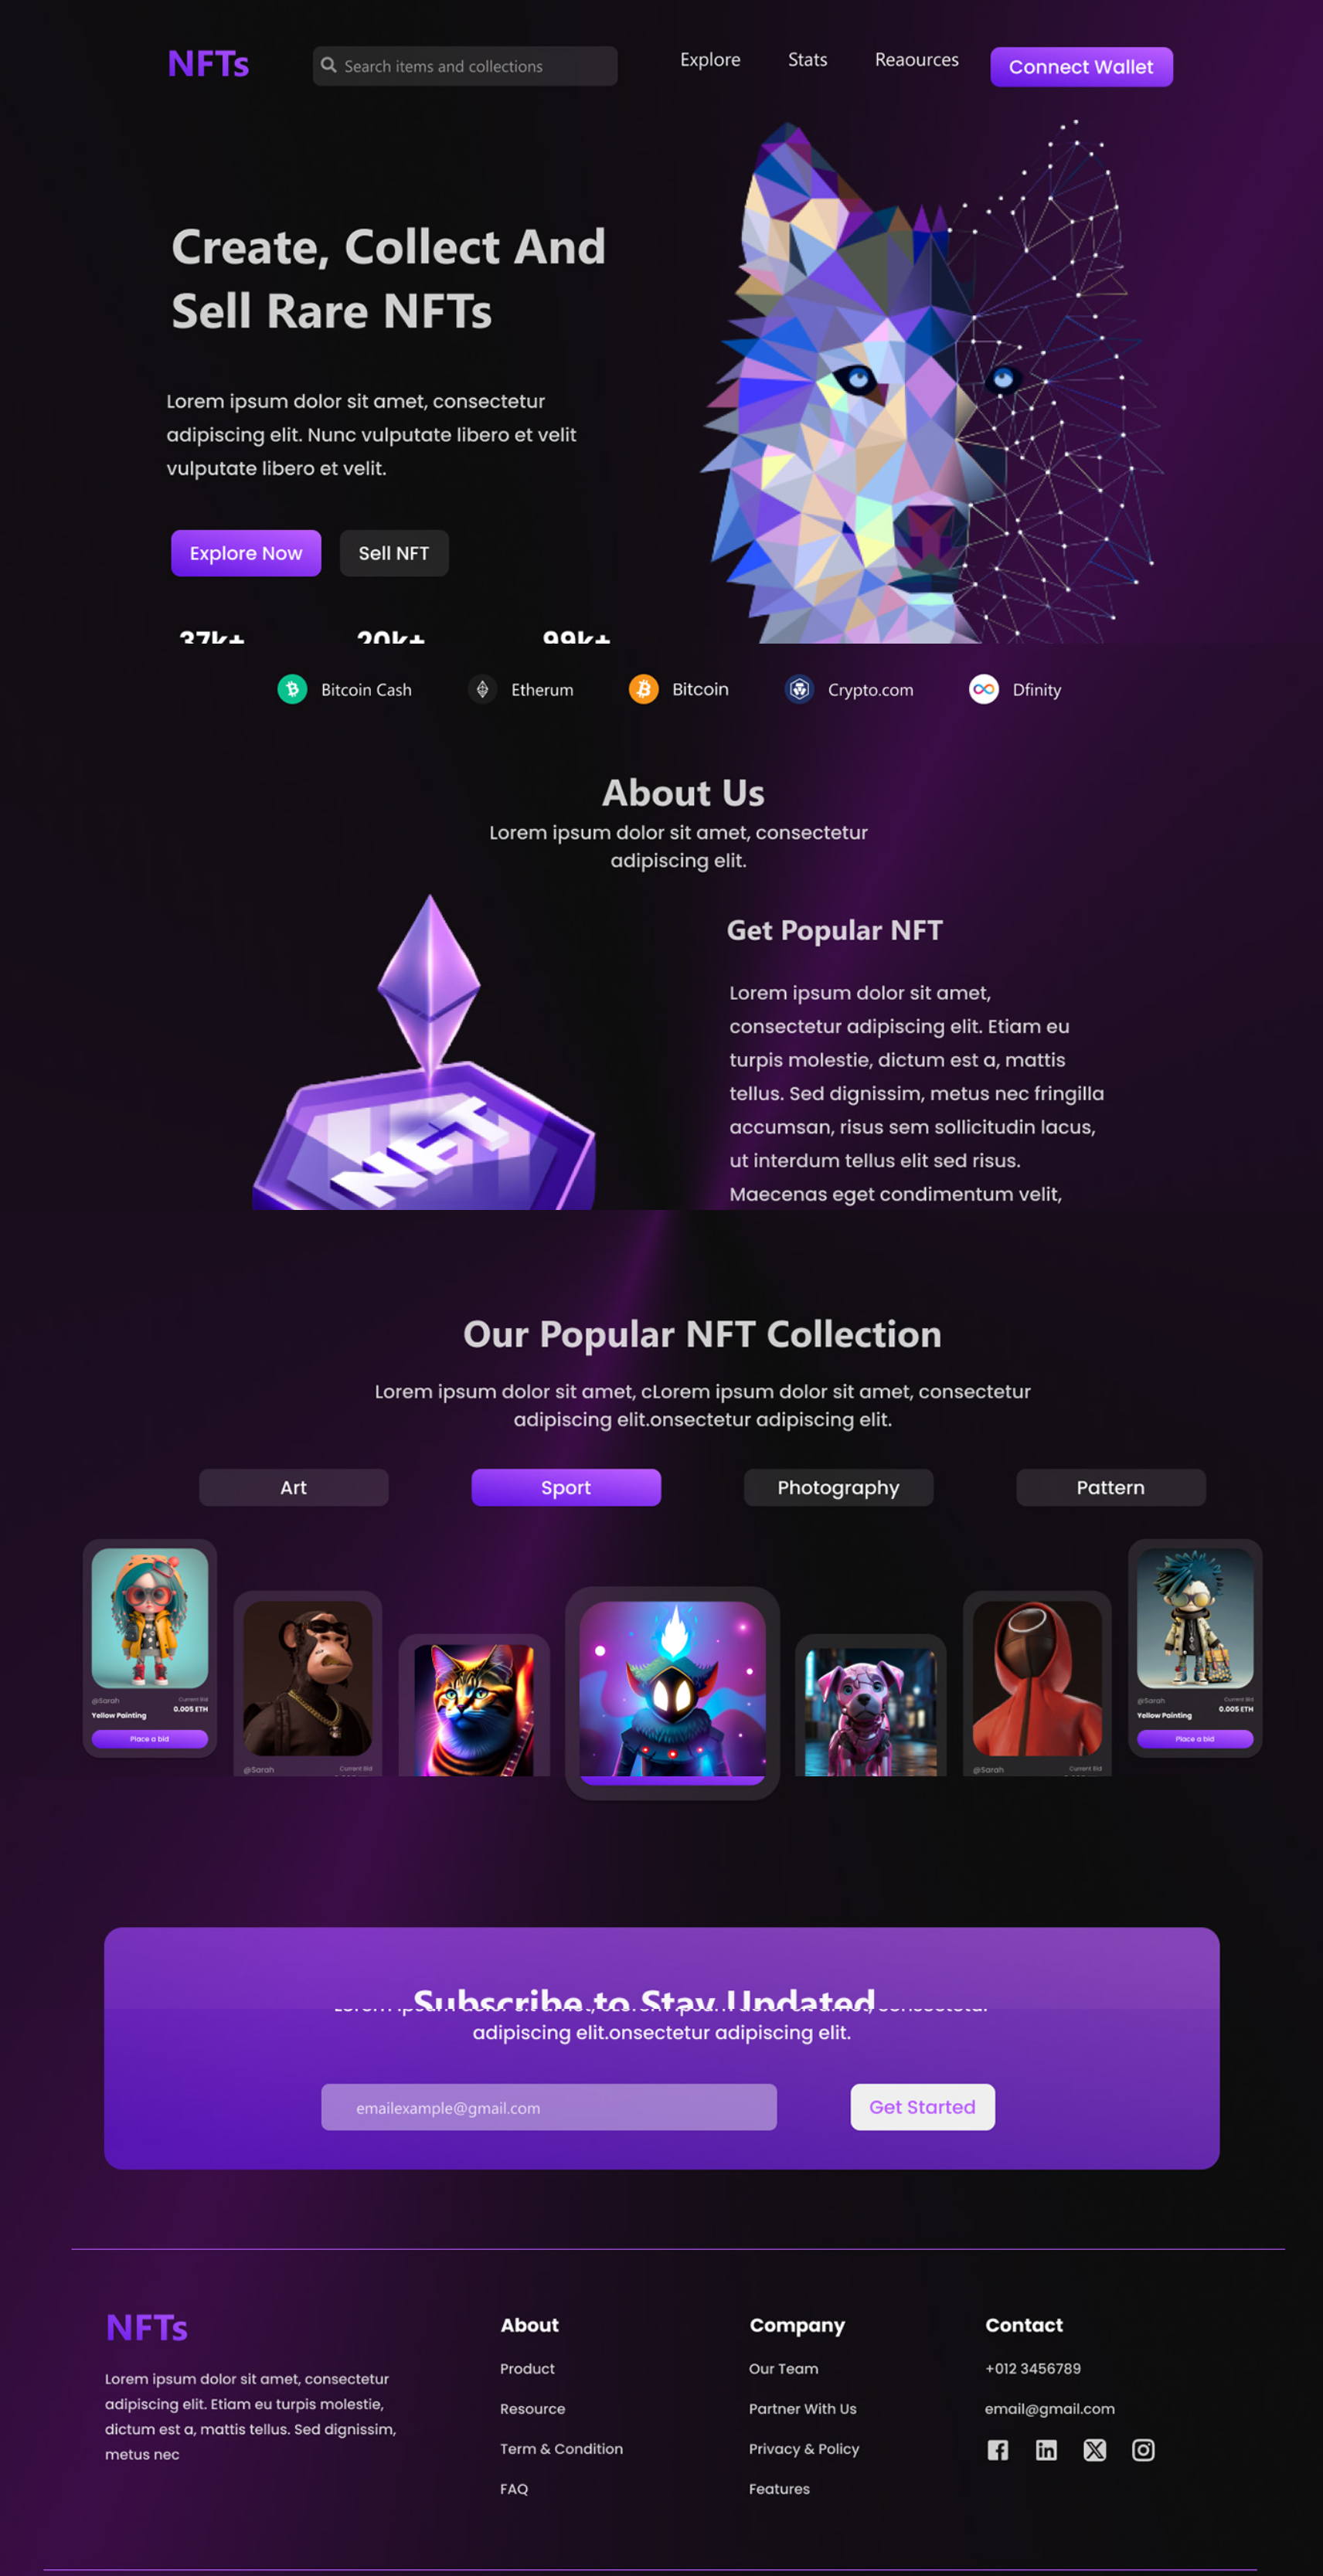 NFTs
Search items and collections
Explore
Stats
Reaources
Connect Wallet
Create, Collect And
Sell Rare NFTs
Lorem ipsum dolor sit amet, consectetur
adipiscing elit. Nunc vulputate libero et velit
vulputate libero et velit.
Explore Now
Sell NFT
37k+
20k+
99k+
Bitcoin Cash
Etherum
Bitcoin
Crypto.com
Dfinity
About Us
Lorem ipsum dolor sit amet, consectetur
adipiscing elit.
NFT
Get Popular NFT
Lorem ipsum dolor sit amet,
consectetur adipiscing elit. Etiam eu
turpis molestie, dictum est a, mattis
tellus. Sed dignissim, metus nec fringilla
accumsan, risus sem sollicitudin lacus,
ut interdum tellus elit sed risus.
Maecenas eget condimentum velit,
Our Popular NFT Collection
Lorem ipsum dolor sit amet, cLorem ipsum dolor sit amet, consectetur
adipiscing elit.onsectetur adipiscing elit.
Art
Sport
Photography
Pattern
@Sarah
Current Bid
Yellow Painting
0.005 ETH
Place a bid
@Sarah
Current Bid
@Sarah
Current Bid
@Sarah
Current Bid
Yellow Painting
0.005 ETH
Place a bid
Subscribe to Stay Updated
adipiscing elit.onsectetur adipiscing elit.
emailexample@gmail.com
Get Started
NFTs
Lorem ipsum dolor sit amet, consectetur
adipiscing elit. Etiam eu turpis molestie,
dictum est a, mattis tellus. Sed dignissim,
metus nec
About
Product
Resource
Term & Condition
FAQ
Company
Our Team
Partner With Us
Privacy & Policy
Features
Contact
+012 3456789
email@gmail.com